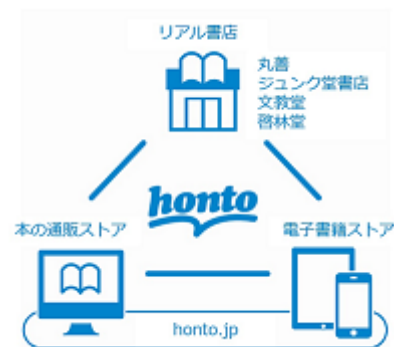 リアル書店
丸善
ジュンク堂書店
文教堂
啓林堂
honto
本の通販ストア
電子書籍ストア
honto.jp